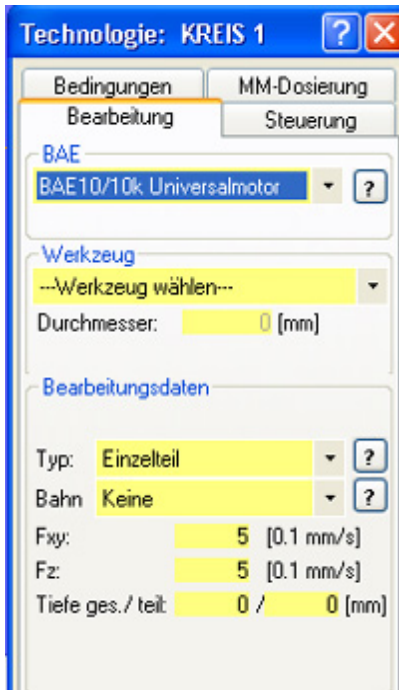 Technologie: KREIS 1 ?
Bedingungen MM-Dosierung
Bearbeitung Steuerung
BAE
BAE10/10k Universalmotor ?
Werkzeug
---Werkzeug wählen---
Durchmesser: 0 [mm]
Bearbeitungsdaten
Typ: Einzelteil ?
Bahn Keine ?
Fxy: 5 [0.1 mm/s]
Fz: 5 [0.1 mm/s]
Tiefe ges./ teil: 0 / 0 [mm]